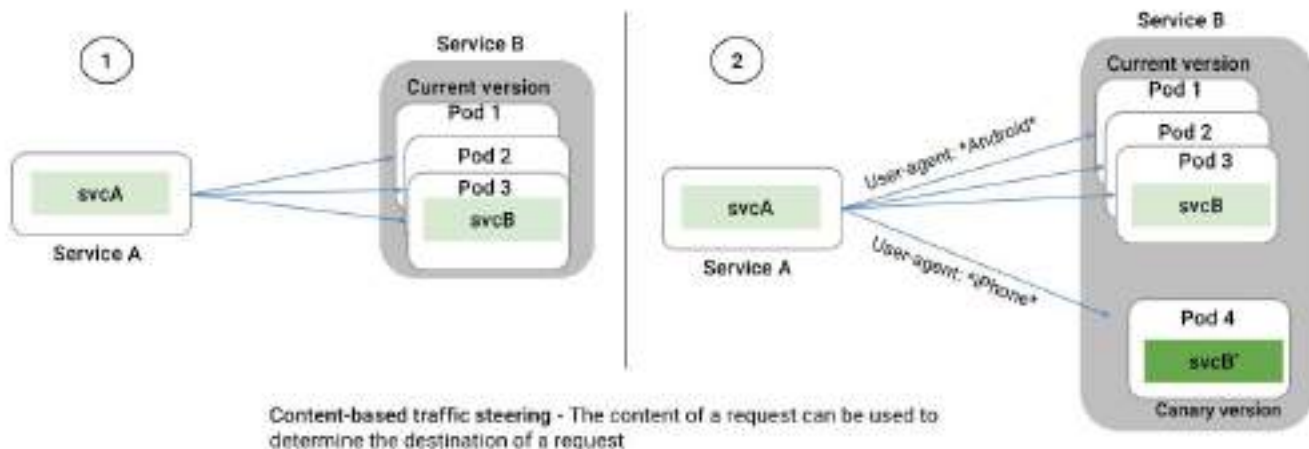 1
Service B
Current version
Pod 1
Pod 2
Pod 3
svcB
svcA
Service A
2
Service B
Current version
Pod 1
Pod 2
Pod 3
svcB
User-agent: *Android*
svcA
Service A
User-agent: *iPhone*
Pod 4
svcB'
Canary version
Content-based traffic steering - The content of a request can be used to
determine the destination of a request